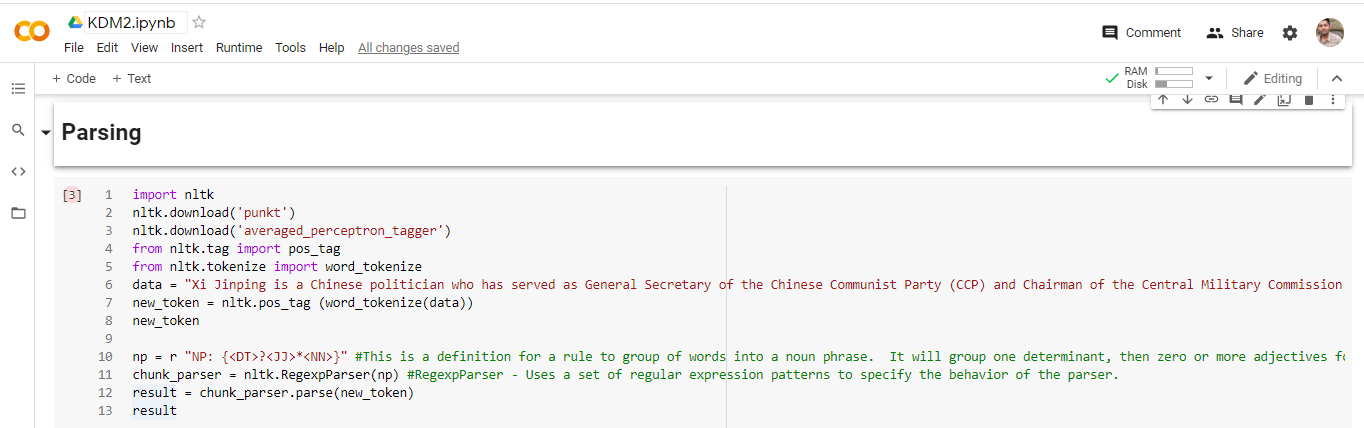 KDM2.ipynb
File Edit View Insert Runtime Tools Help All changes saved
Comment Share
+ Code + Text
RAM
Disk
Editing
Parsing
[3]
1 import nltk
2 nltk.download('punkt')
3 nltk.download('averaged_perceptron_tagger')
4 from nltk.tag import pos_tag
5 from nltk.tokenize import word_tokenize
6 data = "Xi Jinping is a Chinese politician who has served as General Secretary of the Chinese Communist Party (CCP) and Chairman of the Central Military Commission
7 new_token = nltk.pos_tag (word_tokenize(data))
8 new_token
9
10 np = r "NP: {<DT>?<JJ>*<NN>}" #This is a definition for a rule to group of words into a noun phrase. It will group one determinant, then zero or more adjectives fo
11 chunk_parser = nltk.RegexpParser(np) #RegexpParser - Uses a set of regular expression patterns to specify the behavior of the parser.
12 result = chunk_parser.parse(new_token)
13 result